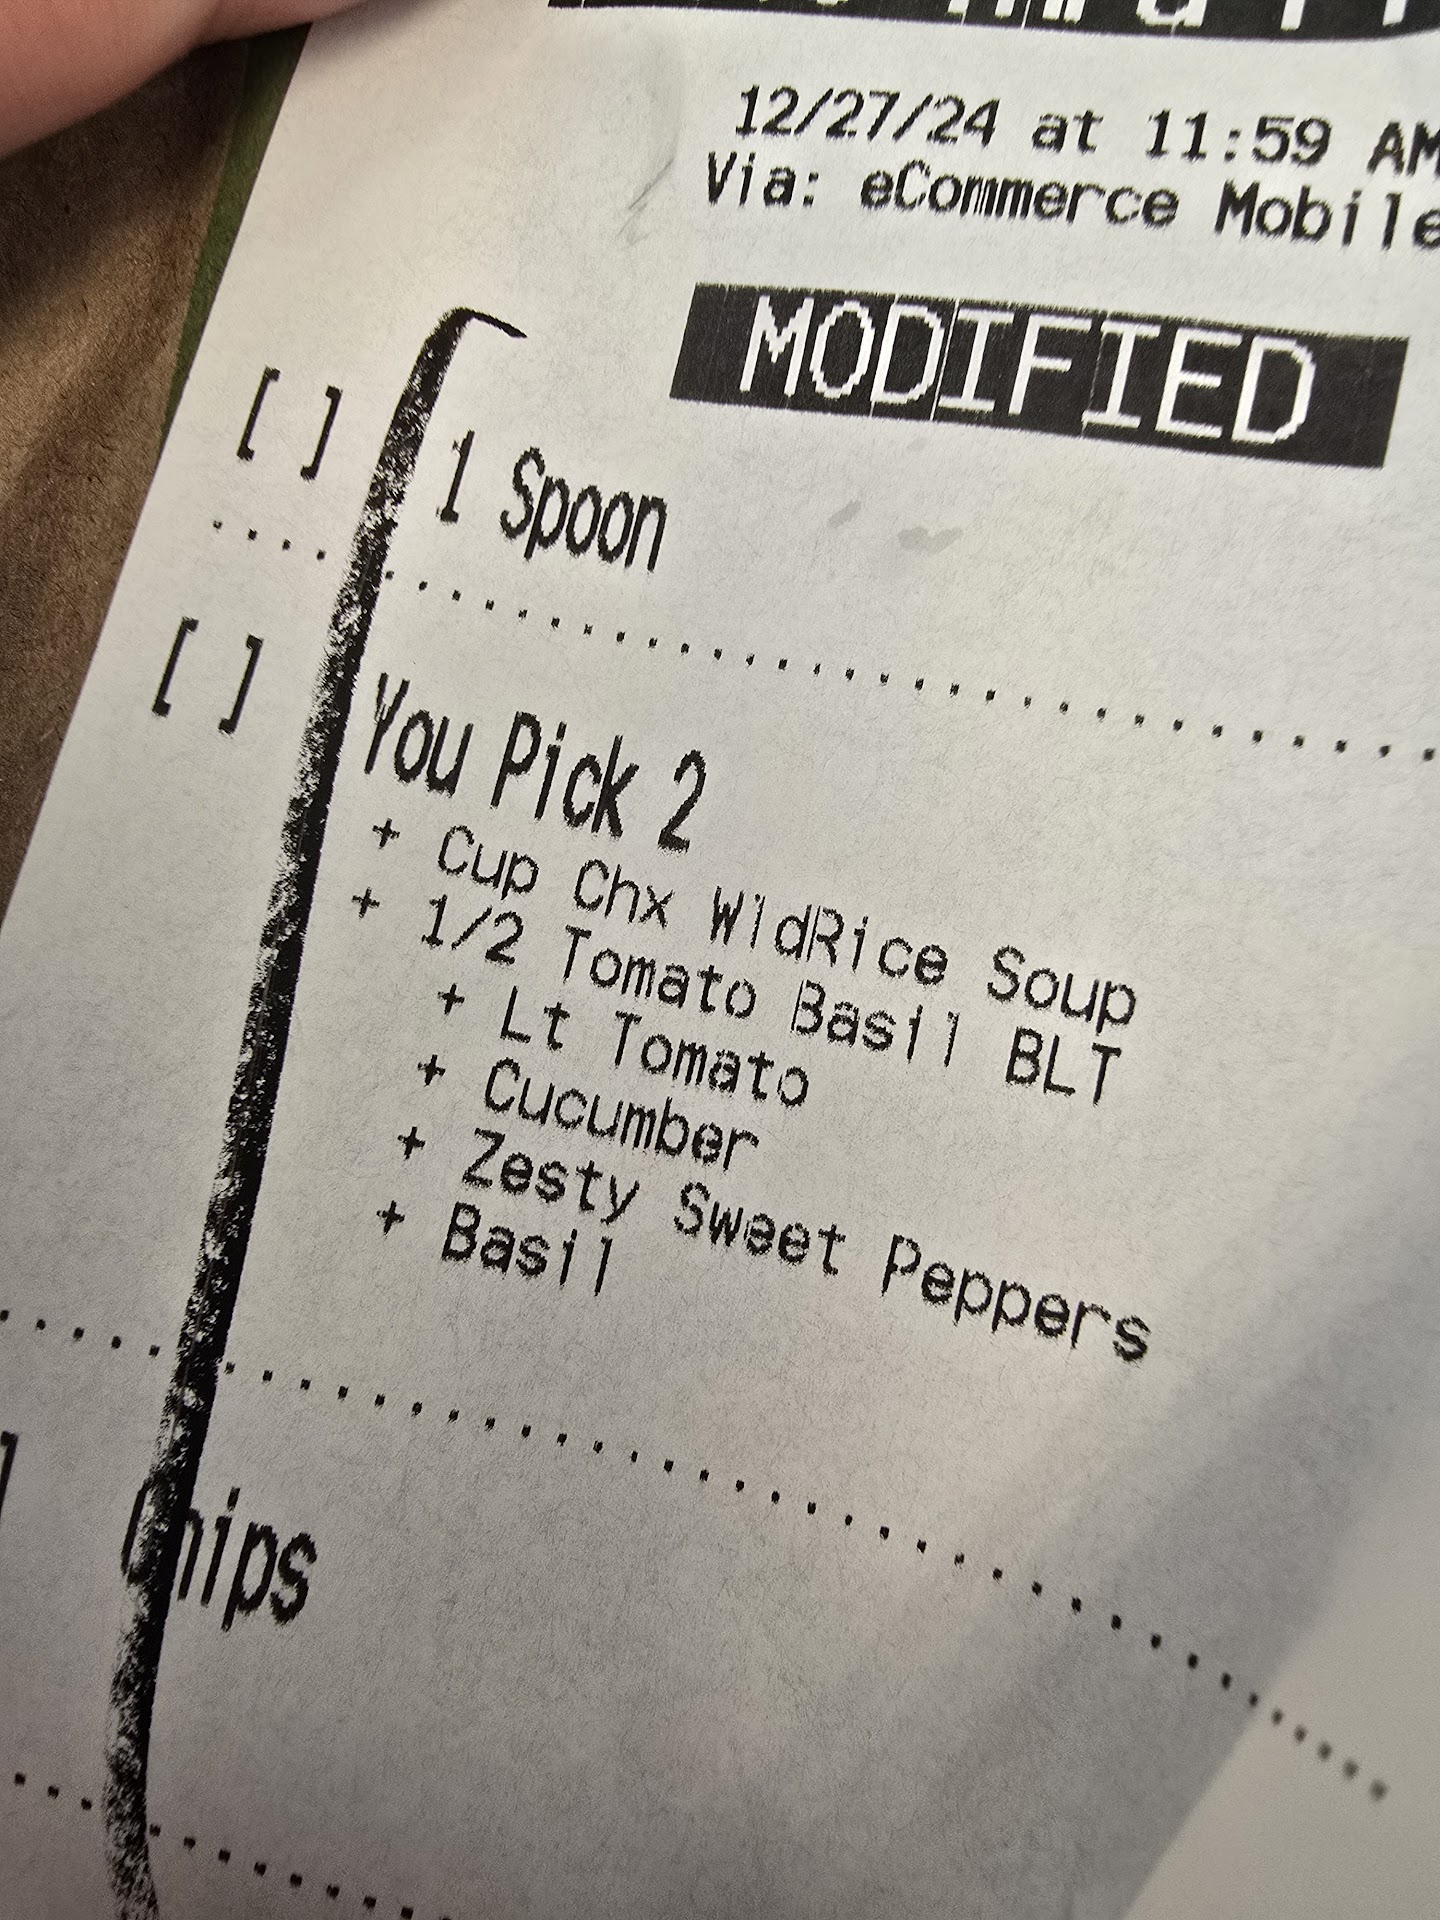 12/27/24 at 11:59 AM
Via: eCommerce Mobile
MODIFIED
[ ] 1 Spoon
[ ] You Pick 2
+ Cup Chx WldRice Soup
+ 1/2 Tomato Basil BLT
+ Lt Tomato
+ Cucumber
+ Zesty Sweet Peppers
+ Basil
] Chips